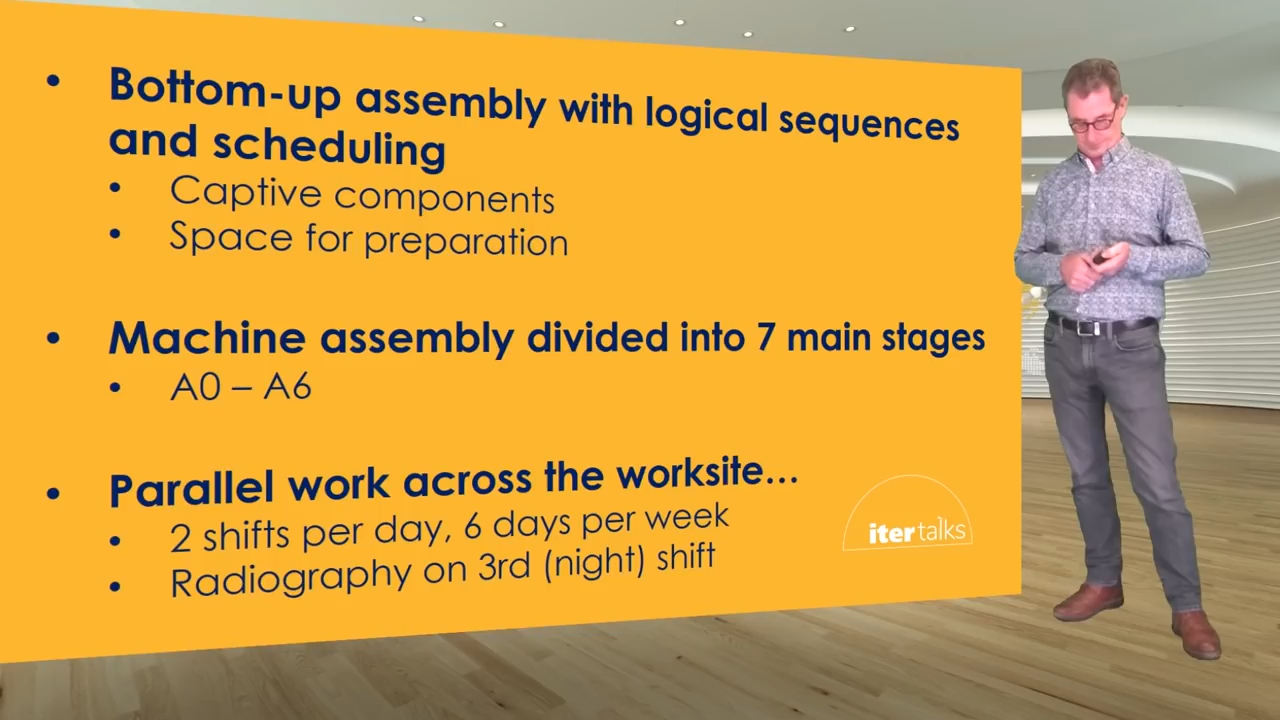 • Bottom-up assembly with logical sequences
and scheduling
• Captive components
• Space for preparation
• Machine assembly divided into 7 main stages
• A0 – A6
• Parallel work across the worksite...
• 2 shifts per day, 6 days per week
• Radiography on 3rd (night) shift
iter talks